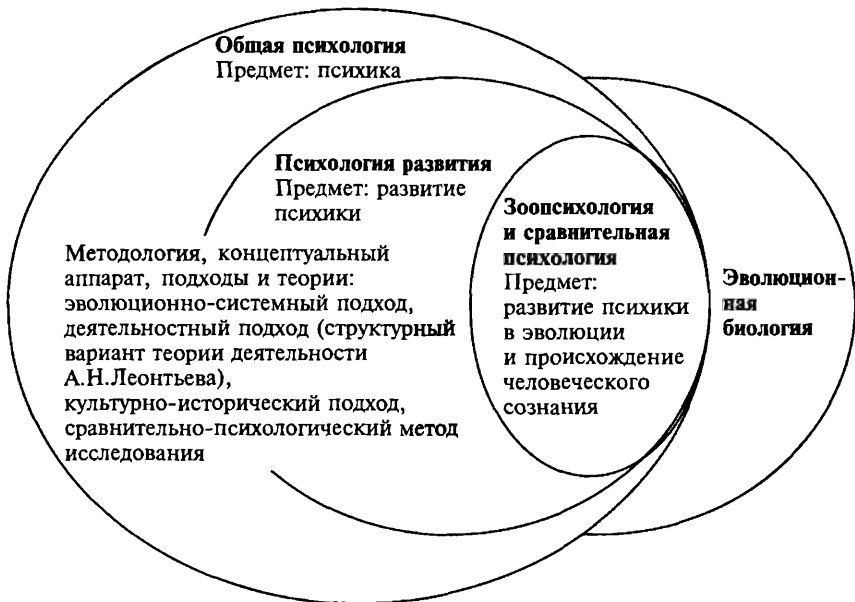 Общая психология
Предмет: психика
Психология развития
Предмет: развитие
психики
Методология, концептуальный
аппарат, подходы и теории:
эволюционно-системный подход,
деятельностный подход (структурный
вариант теории деятельности
А.Н.Леонтьева),
культурно-исторический подход,
сравнительно-психологический метод
исследования
Зоопсихология
и сравнительная
психология
Предмет:
развитие психики
в эволюции
и происхождение
человеческого
сознания
Эволюцион-
ная
биология